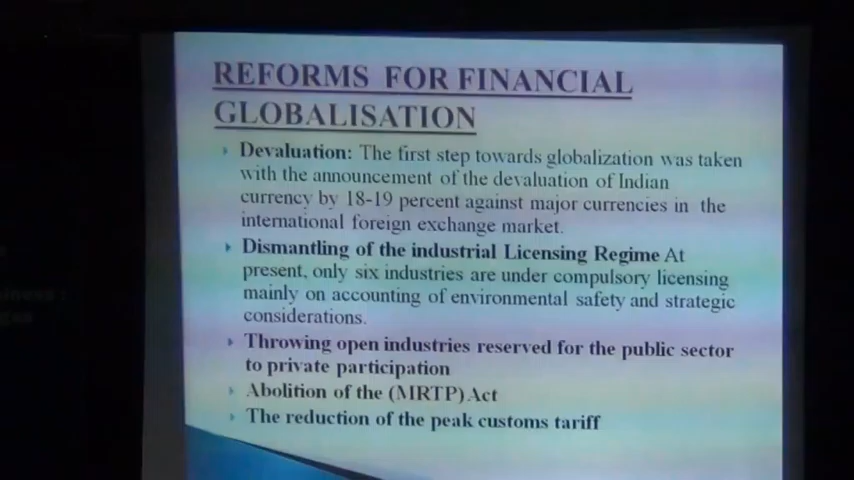 REFORMS FOR FINANCIAL
GLOBALISATION
Devaluation: The first step towards globalization was taken
with the announcement of the devaluation of Indian
currency by 18-19 percent against major currencies in the
international foreign exchange market.
Dismantling of the industrial Licensing Regime At
present, only six industries are under compulsory licensing
mainly on accounting of environmental safety and strategic
considerations.
Throwing open industries reserved for the public sector
to private participation
Abolition of the (MRTP) Act
The reduction of the peak customs tariff